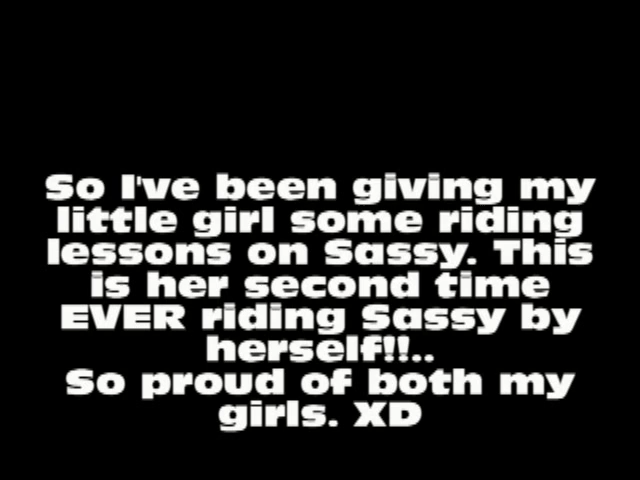 So I've been giving my
little girl some riding
lessons on Sassy. This
is her second time
EVER riding Sassy by
herself!!..
So proud of both my
girls. XD